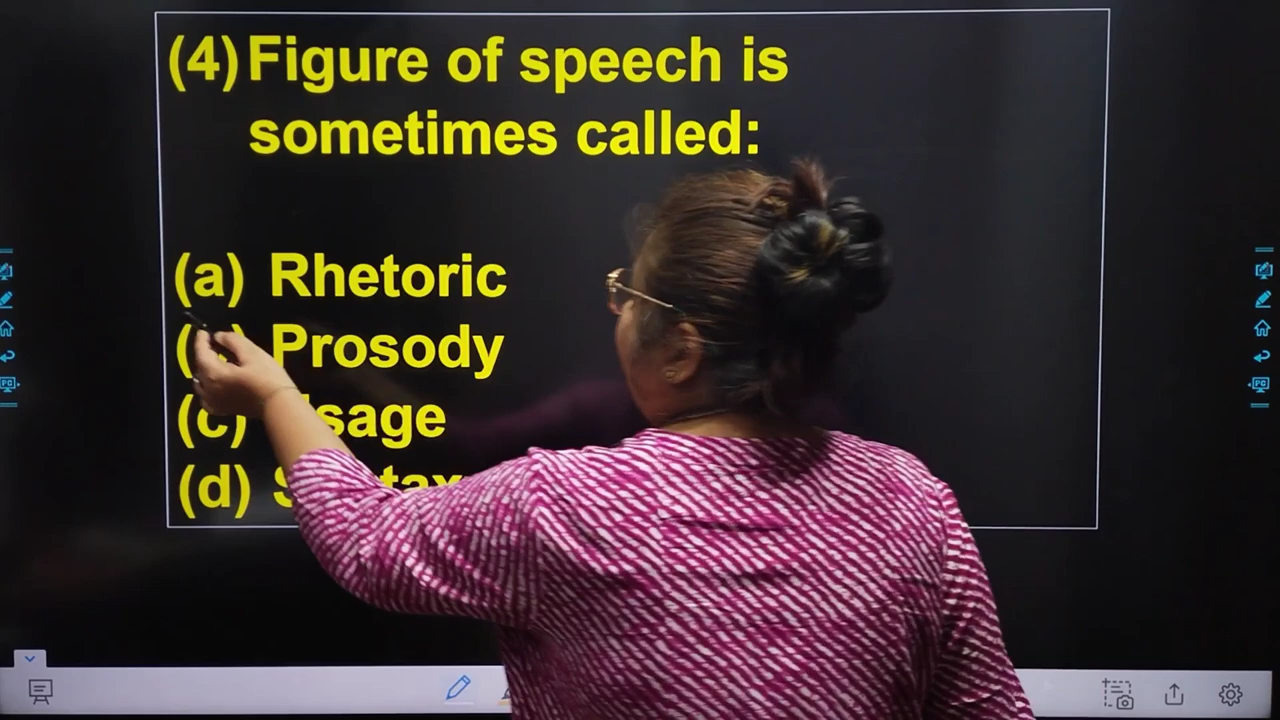 (4) Figure of speech is
sometimes called:
(a) Rhetoric
Prosody
(c)
(d)